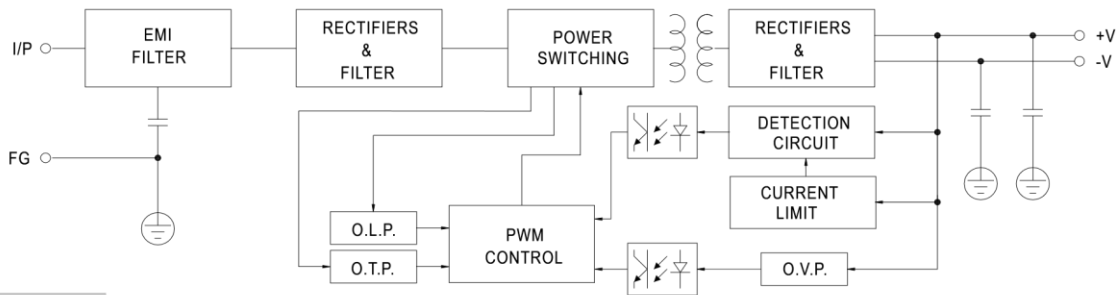 I/P
EMI
FILTER
RECTIFIERS
&
FILTER
POWER
SWITCHING
RECTIFIERS
&
FILTER
+V
-V
FG
DETECTION
CIRCUIT
CURRENT
LIMIT
O.L.P.
O.T.P.
PWM
CONTROL
O.V.P.